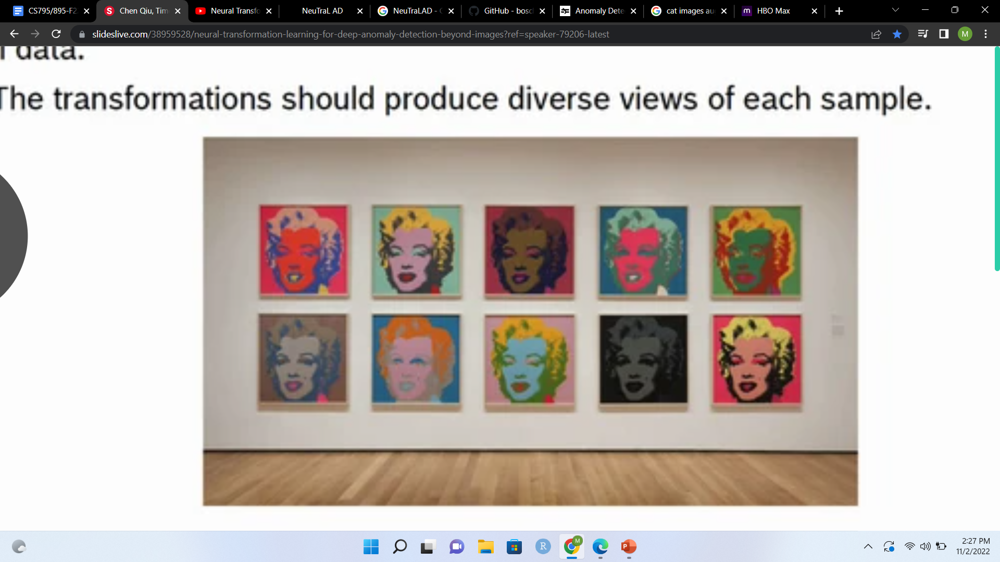 CS795/895-F2
Chen Qiu, Tim
Neural Transfo
NeuTraL AD
NeuTraLAD -
GitHub - bosc
Anomaly Dete
cat images au
HBO Max
slideslive.com/38959528/neural-transformation-learning-for-deep-anomaly-detection-beyond-images?ref=speaker-79206-latest
M
data.
The transformations should produce diverse views of each sample.
2:27 PM
11/2/2022